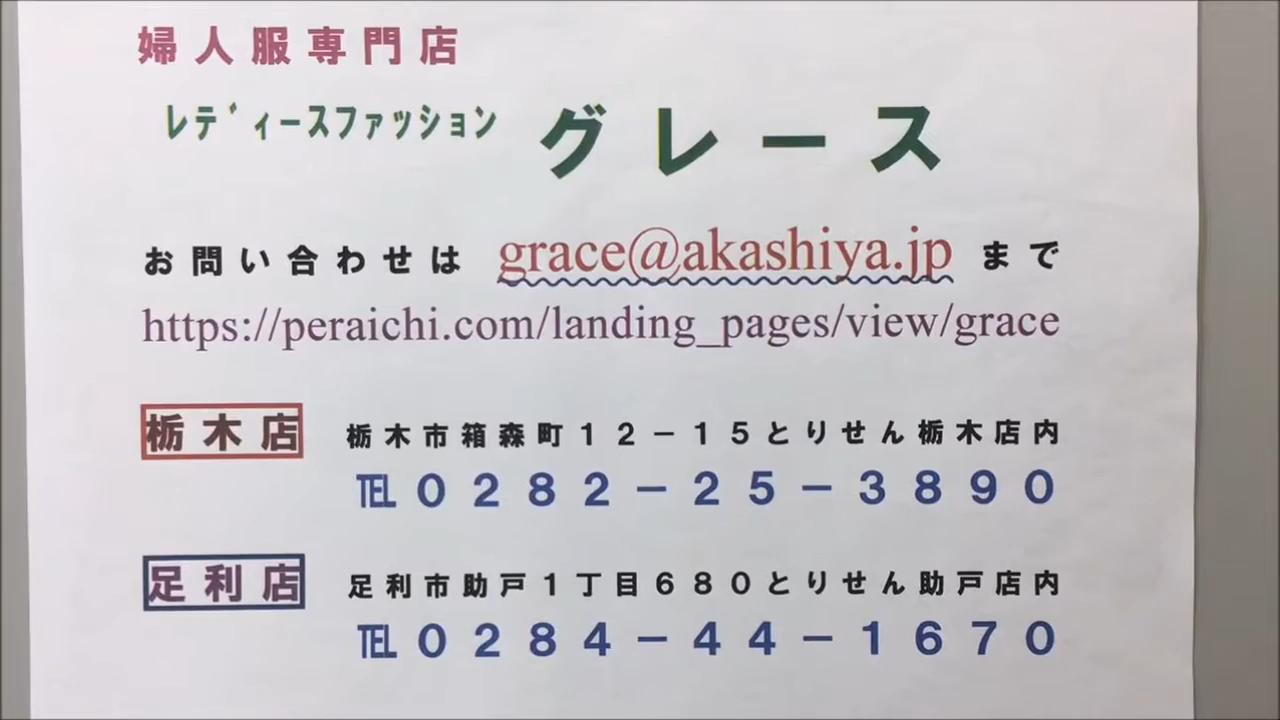 婦人服専門店
レディースファッション グレース
お問い合わせは grace@akashiya.jp まで
https://peraichi.com/landing_pages/view/grace
栃木店 栃木市箱森町12-15とりせん栃木店内
℡0282-25-3890
足利店 足利市助戸1丁目680とりせん助戸店内
℡0284-44-1670